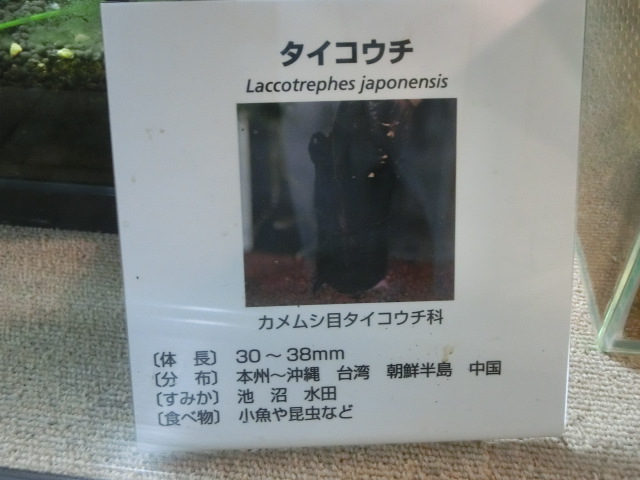 タイコウチ
Laccotrephes japonensis
カメムシ目タイコウチ科
〔体　長〕 30～38mm
〔分　布〕 本州～沖縄　台湾　朝鮮半島　中国
〔すみか〕 池　沼　水田
〔食べ物〕 小魚や昆虫など